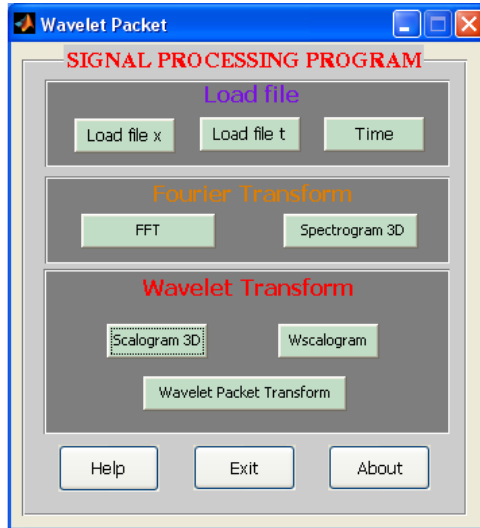 Wavelet Packet
SIGNAL PROCESSING PROGRAM
Load file
Load file x Load file t Time
Fourier Transform
FFT Spectrogram 3D
Wavelet Transform
Scalogram 3D Wscalogram
Wavelet Packet Transform
Help Exit About